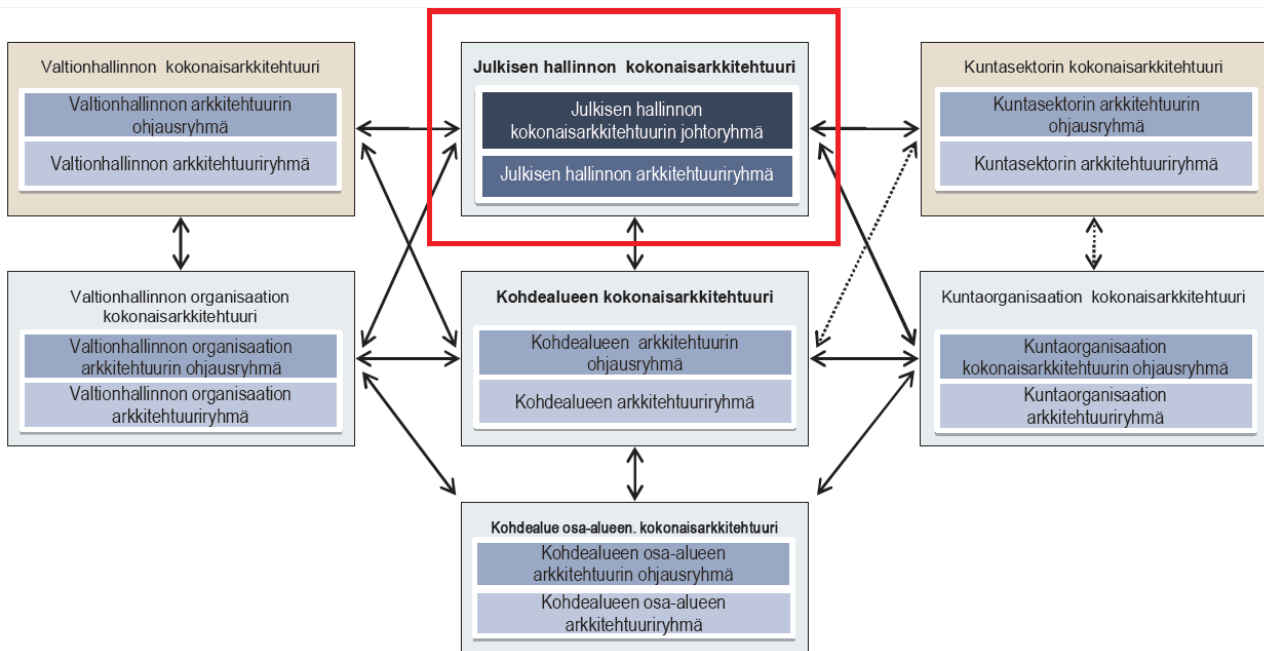 Valtionhallinnon kokonaisarkkitehtuuri
Valtionhallinnon arkkitehtuurin
ohjausryhmä
Valtionhallinnon arkkitehtuuriryhmä
Julkisen hallinnon kokonaisarkkitehtuuri
Julkisen hallinnon
kokonaisarkkitehtuurin johtoryhmä
Julkisen hallinnon arkkitehtuuriryhmä
Kuntasektorin kokonaisarkkitehtuuri
Kuntasektorin arkkitehtuurin
ohjausryhmä
Kuntasektorin arkkitehtuuriryhmä
Valtionhallinnon organisaation
kokonaisarkkitehtuuri
Valtionhallinnon organisaation
arkkitehtuurin ohjausryhmä
Valtionhallinnon organisaation
arkkitehtuuriryhmä
Kohdealueen kokonaisarkkitehtuuri
Kohdealueen arkkitehtuurin
ohjausryhmä
Kohdealueen arkkitehtuuriryhmä
Kuntaorganisaation kokonaisarkkitehtuuri
Kuntaorganisaation
kokonaisarkkitehtuurin ohjausryhmä
Kuntaorganisaation
arkkitehtuuriryhmä
Kohdealue osa-alueen. kokonaisarkkitehtuuri
Kohdealueen osa-alueen
arkkitehtuurin ohjausryhmä
Kohdealueen osa-alueen
arkkitehtuuriryhmä